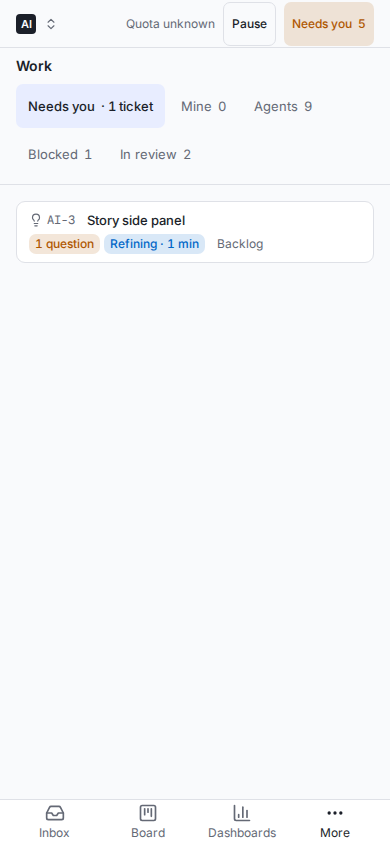 AI Quota unknown Pause Needs you 5
Work
Needs you · 1 ticket Mine 0 Agents 9
Blocked 1 In review 2
AI-3 Story side panel
1 question Refining · 1 min Backlog
Inbox Board Dashboards More